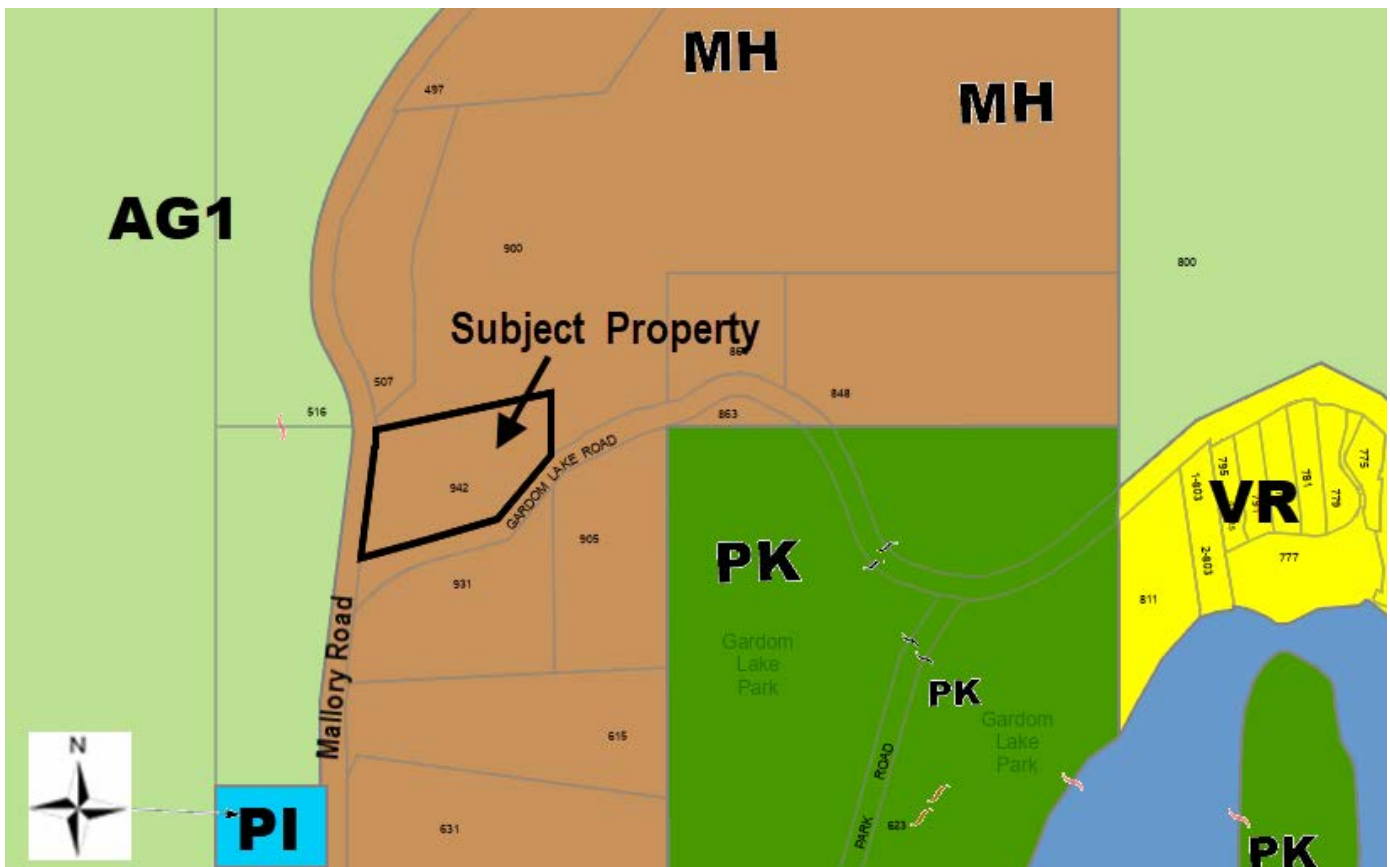 MH
MH
497
AG1
900
800
Subject Property
848
507
516
863
GARDOM LAKE ROAD
942
775
795
781
779
1-803
VR
2-803
777
905
PK
931
811
Mallory Road
Gardom
Lake
Park
PK
Gardom
Lake
Park
N
615
PARK ROAD
623
631
PI
PK